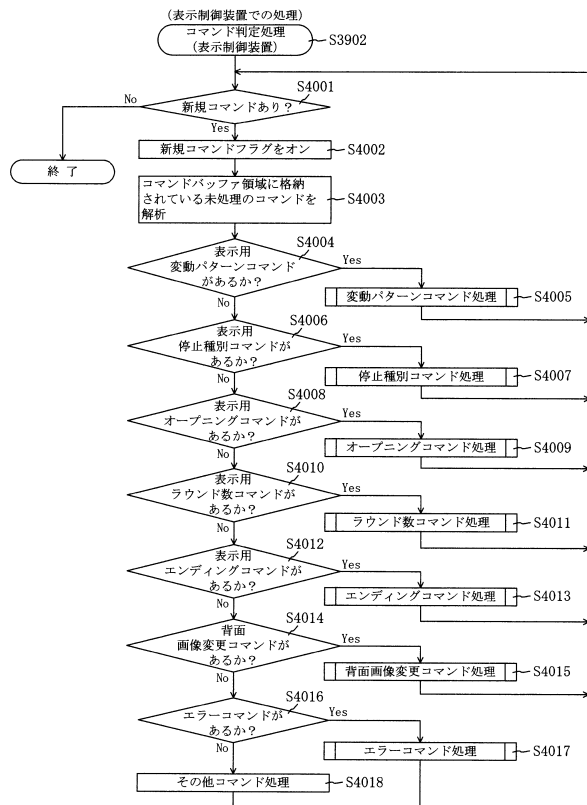 (表示制御装置での処理)
コマンド判定処理
(表示制御装置)
S3902
S4001
No
新規コマンドあり?
Yes
終 了
新規コマンドフラグをオン
S4002
コマンドバッファ領域に格納
されている未処理のコマンドを
解析
S4003
S4004
表示用
変動パターンコマンド
があるか?
Yes
変動パターンコマンド処理
S4005
No
S4006
表示用
停止種別コマンドが
あるか?
Yes
停止種別コマンド処理
S4007
No
S4008
表示用
オープニングコマンドが
あるか?
Yes
オープニングコマンド処理
S4009
No
S4010
表示用
ラウンド数コマンドが
あるか?
Yes
ラウンド数コマンド処理
S4011
No
S4012
表示用
エンディングコマンドが
あるか?
Yes
エンディングコマンド処理
S4013
No
S4014
背面
画像変更コマンドが
あるか?
Yes
背面画像変更コマンド処理
S4015
No
S4016
エラーコマンドが
あるか?
Yes
エラーコマンド処理
S4017
No
その他コマンド処理
S4018